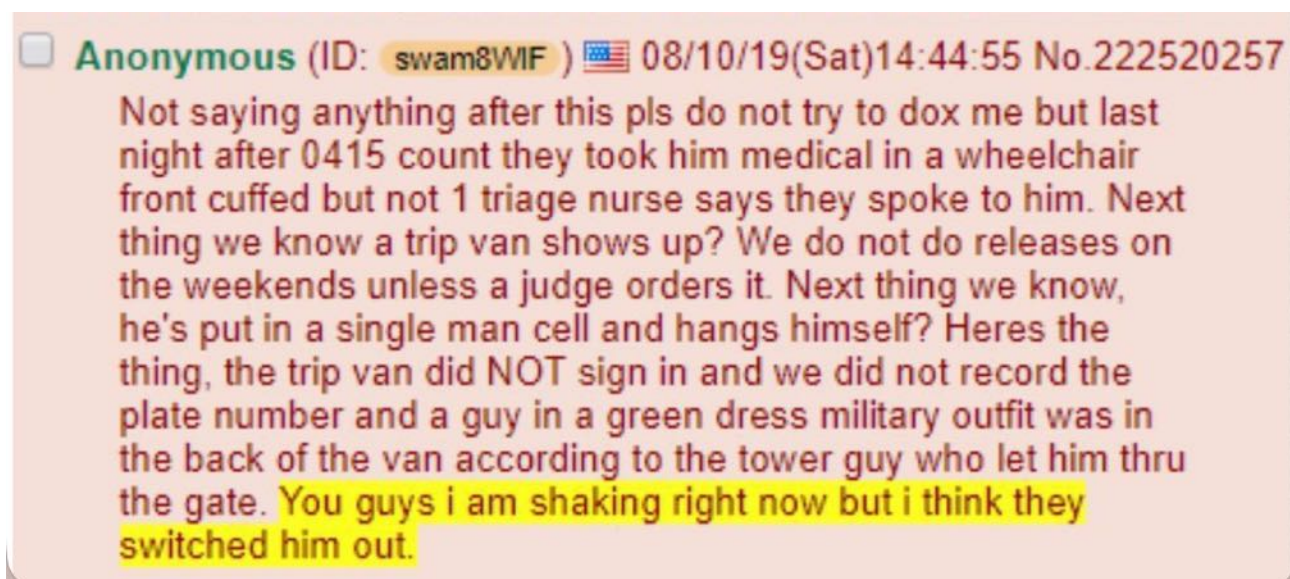 Anonymous (ID: swam8WIF) 08/10/19(Sat)14:44:55 No.222520257
Not saying anything after this pls do not try to dox me but last
night after 0415 count they took him medical in a wheelchair
front cuffed but not 1 triage nurse says they spoke to him. Next
thing we know a trip van shows up? We do not do releases on
the weekends unless a judge orders it. Next thing we know,
he's put in a single man cell and hangs himself? Heres the
thing, the trip van did NOT sign in and we did not record the
plate number and a guy in a green dress military outfit was in
the back of the van according to the tower guy who let him thru
the gate. You guys i am shaking right now but i think they
switched him out.